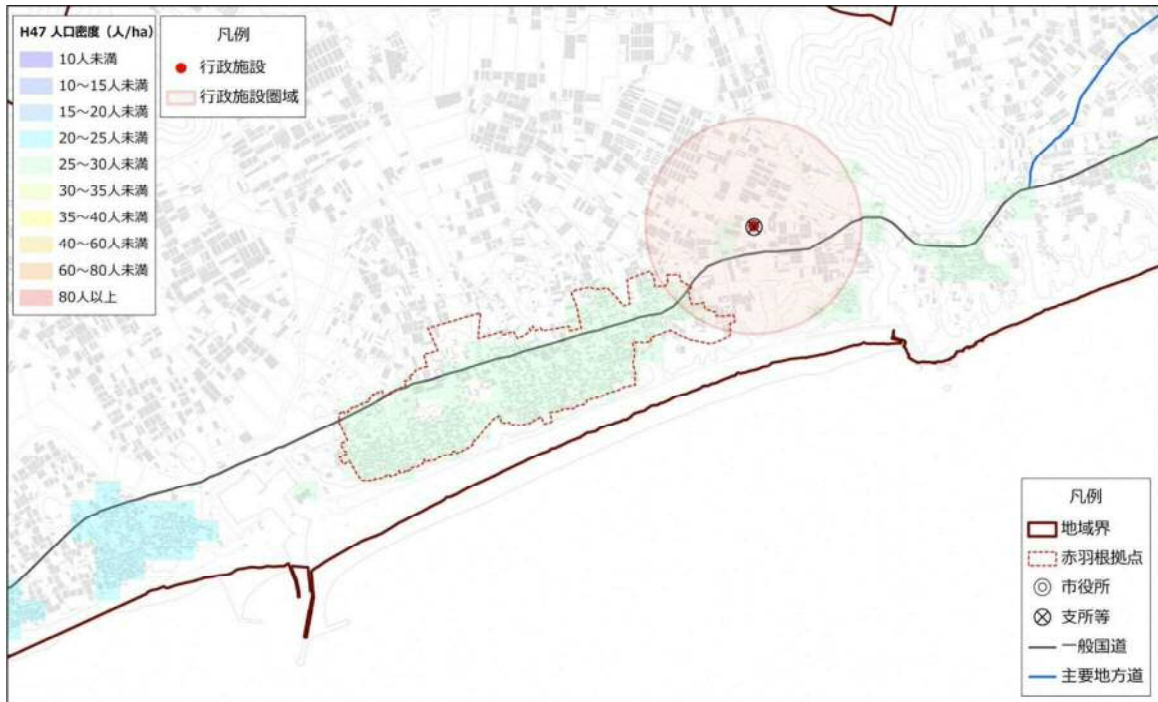 H47 人口密度（人/ha）
10人未満
10～15人未満
15～20人未満
20～25人未満
25～30人未満
30～35人未満
35～40人未満
40～60人未満
60～80人未満
80人以上
凡例
行政施設
行政施設圏域
凡例
地域界
赤羽根拠点
市役所
支所等
一般国道
主要地方道